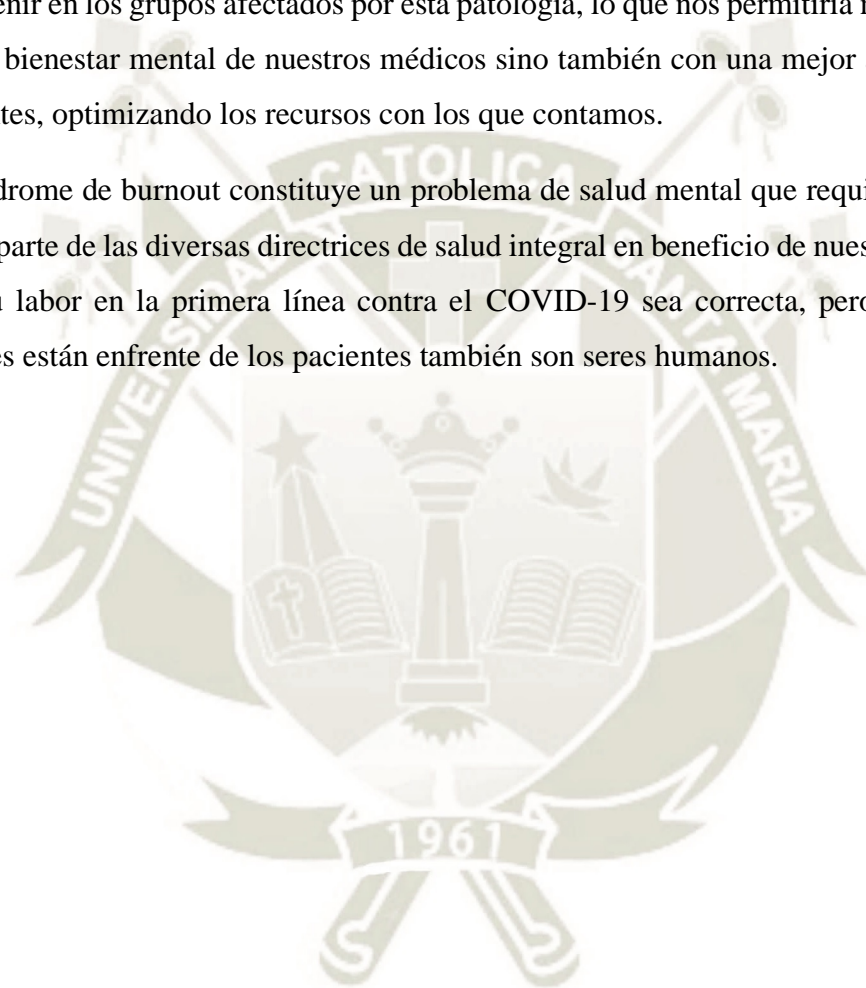 enir en los grupos afectados por esta patología, lo que nos permitiría
bienestar mental de nuestros médicos sino también con una mejor
tes, optimizando los recursos con los que contamos.
drome de burnout constituye un problema de salud mental que requi
parte de las diversas directrices de salud integral en beneficio de nues
labor en la primera línea contra el COVID-19 sea correcta, pero
es están enfrente de los pacientes también son seres humanos.
UNIVERSIDAD CATOLICA SANTA MARIA
1961